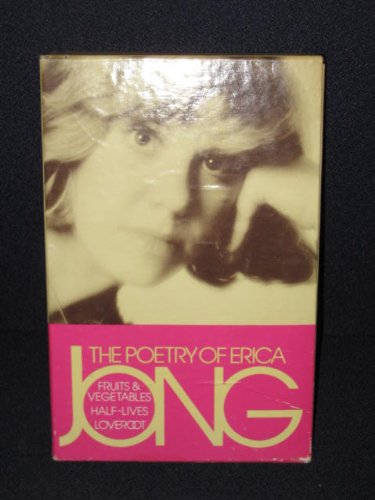 THE POETRY OF ERICA
JONG
FRUITS &
VEGETABLES
HALF-LIVES
LOVEROOT